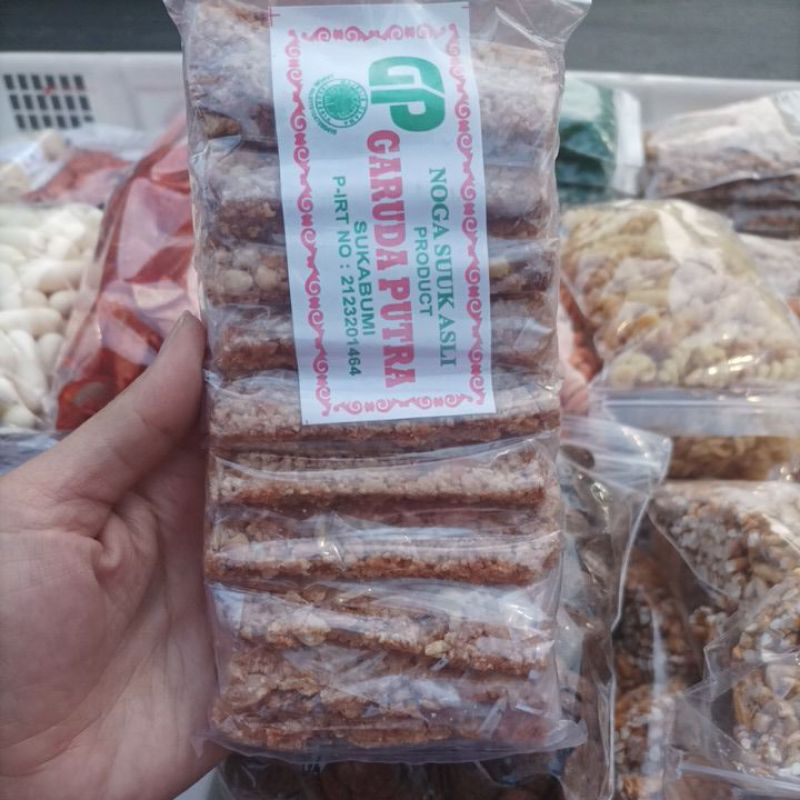 GP
NOGA SUUK ASLI
PRODUCT
GARUDA PUTRA
SUKABUMI
P-IRT NO : 2123201464